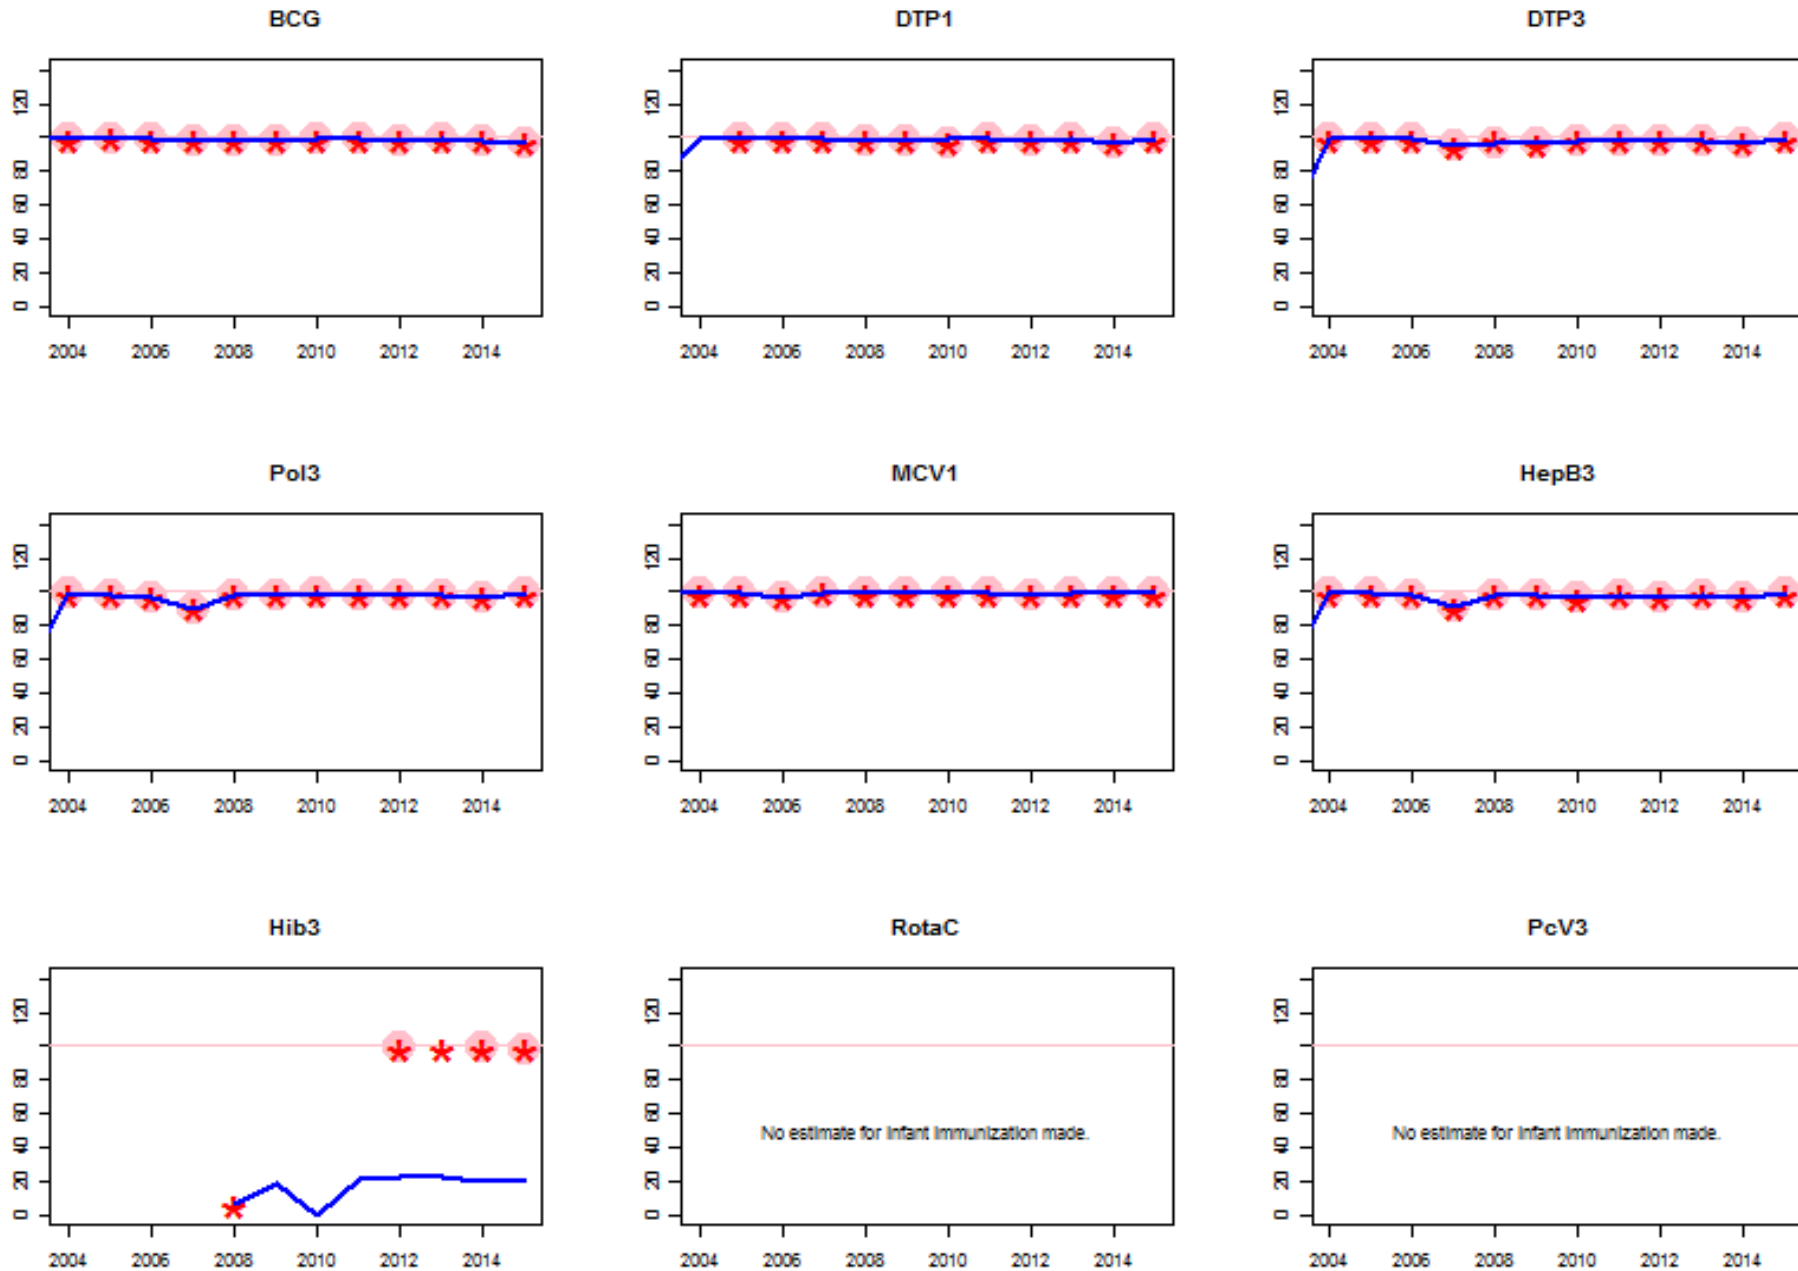 BCG DTP1 DTP3
120 120 120
80 80 80
60 60 60
40 40 40
20 20 20
0 0 0
2004 2006 2008 2010 2012 2014 2004 2006 2008 2010 2012 2014 2004 2006 2008 2010 2012 2014
Pol3 MCV1 HepB3
120 120 120
80 80 80
60 60 60
40 40 40
20 20 20
0 0 0
2004 2006 2008 2010 2012 2014 2004 2006 2008 2010 2012 2014 2004 2006 2008 2010 2012 2014
Hib3 RotaC PcV3
120 120 120
80 80 80
60 60 60
No estimate for infant immunization made. No estimate for infant immunization made.
40 40 40
20 20 20
0 0 0
2004 2006 2008 2010 2012 2014 2004 2006 2008 2010 2012 2014 2004 2006 2008 2010 2012 2014